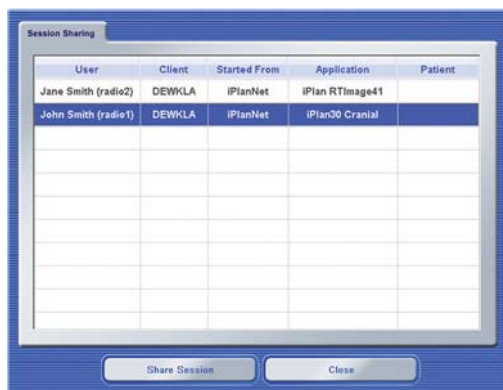 Session Sharing
User Client Started From Application Patient
Jane Smith (radio2) DEWKLA iPlanNet iPlan RTImage41
John Smith (radio1) DEWKLA iPlanNet iPlan30 Cranial
Share Session Close